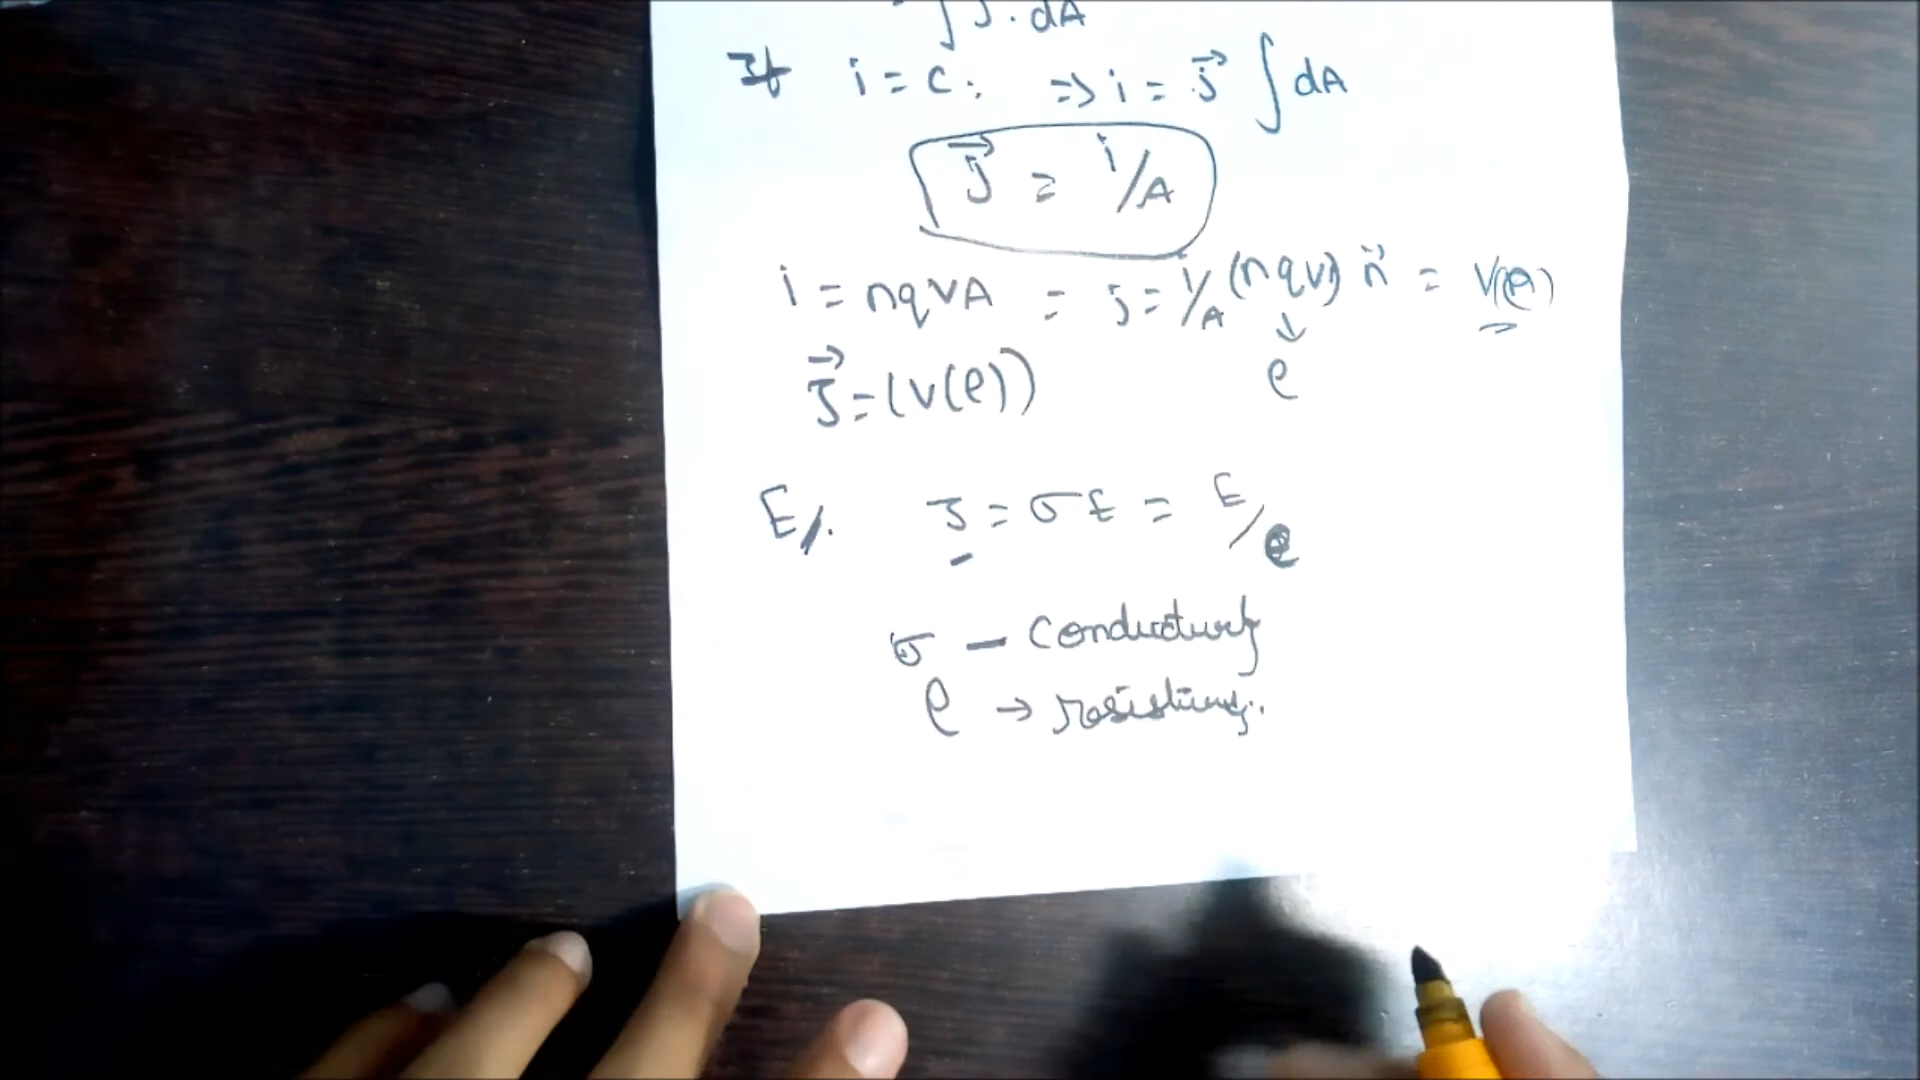 ∫ J . dA
If i = c ; ⇒ i = J⃗ ∫ dA
J⃗ = i/A
i = nqvA = j = i/A (nqv) n⃗ = v(ρ)
↓
ρ
J⃗ = (v(ρ))
E/. J = σE = E/ρ
σ — conductivity
ρ → resistivity.